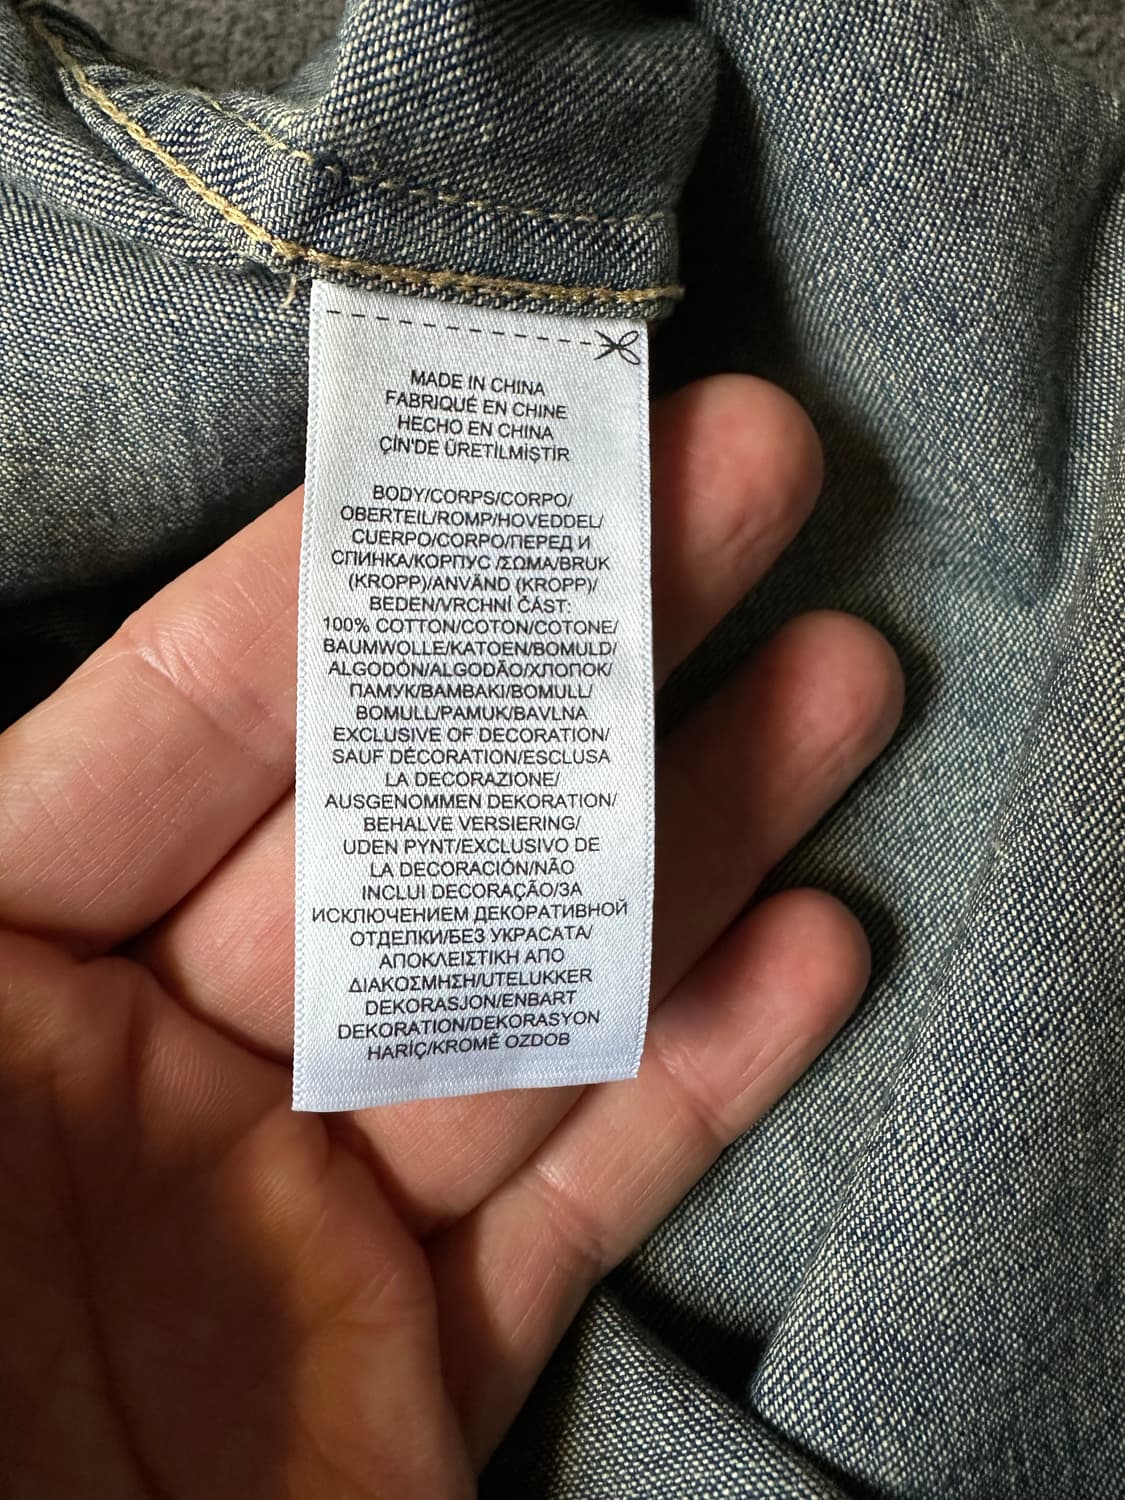 MADE IN CHINA
FABRIQUÉ EN CHINE
HECHO EN CHINA
ÇİN'DE ÜRETİLMİŞTİR
BODY/CORPS/CORPO/
OBERTEIL/ROMP/HOVEDDEL/
CUERPO/CORPO/ПЕРЕД И
СПИНКА/КОРПУС /ΣΩΜΑ/BRUK
(KROPP)/ANVÄND (KROPP)/
BEDEN/VRCHNÍ ČÁST:
100% COTTON/COTON/COTONE/
BAUMWOLLE/KATOEN/BOMULD/
ALGODÓN/ALGODÃO/ХЛОПОК/
ПАМУК/ΒΑΜΒΑΚΙ/BOMULL/
BOMULL/PAMUK/BAVLNA
EXCLUSIVE OF DECORATION/
SAUF DÉCORATION/ESCLUSA
LA DECORAZIONE/
AUSGENOMMEN DEKORATION/
BEHALVE VERSIERING/
UDEN PYNT/EXCLUSIVO DE
LA DECORACIÓN/NÃO
INCLUI DECORAÇÃO/ЗА
ИСКЛЮЧЕНИЕМ ДЕКОРАТИВНОЙ
ОТДЕЛКИ/БЕЗ УКРАСАТА/
ΑΠΟΚΛΕΙΣΤΙΚΗ ΑΠΟ
ΔΙΑΚΟΣΜΗΣΗ/UTELUKKER
DEKORASJON/ENBART
DEKORATION/DEKORASYON
HARİÇ/KROMĚ OZDOB